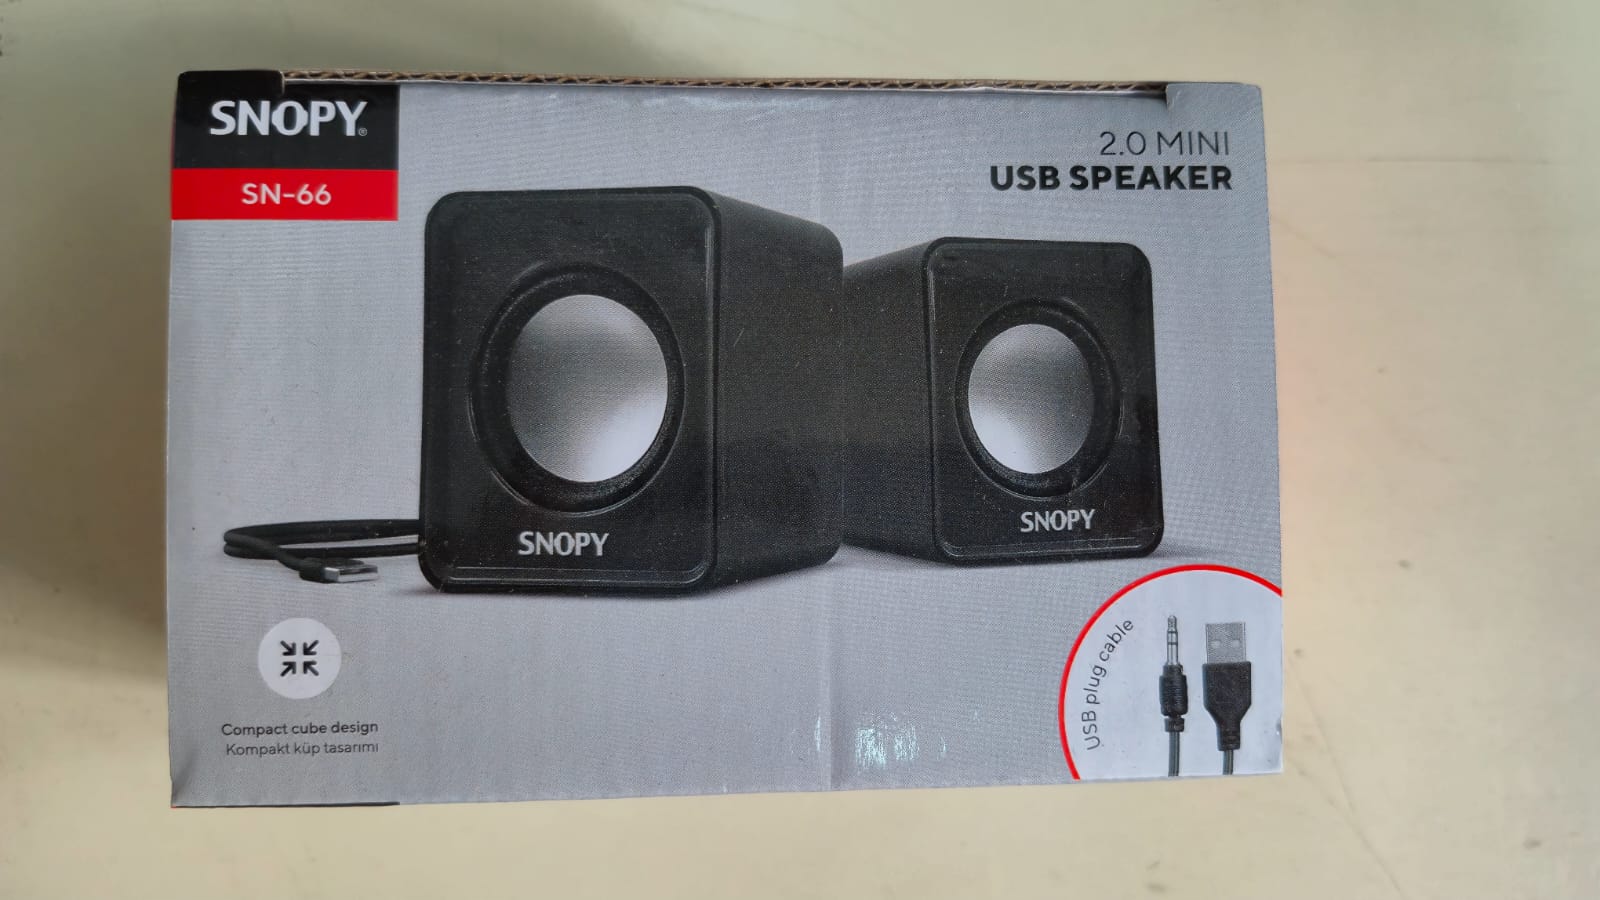 SNOPY®
SN-66
2.0 MINI
USB SPEAKER
SNOPY
SNOPY
USB plug cable
Compact cube design
Kompakt küp tasarımı